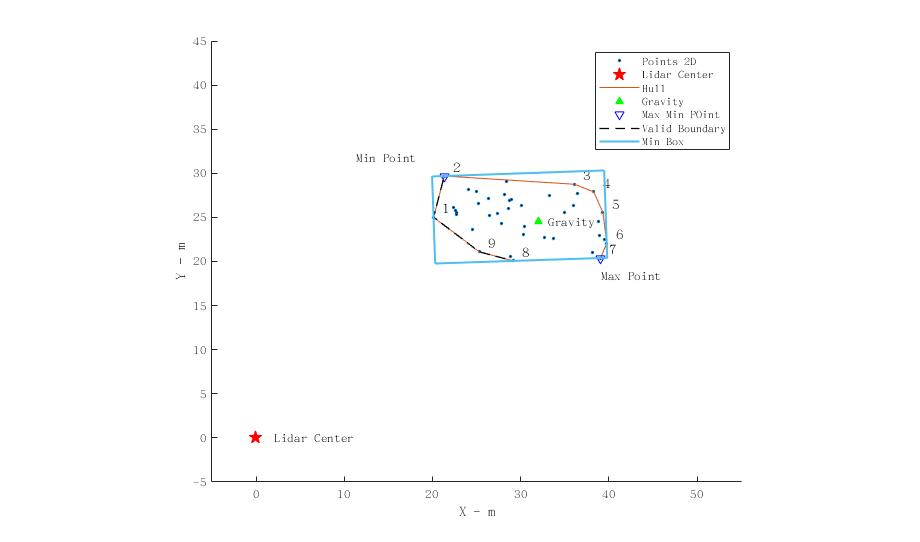 45
40
35
30
25
20
15
10
5
0
-5
Y - m
0
10
20
30
40
50
X - m
Points 2D
Lidar Center
Hull
Gravity
Max Min POint
Valid Boundary
Min Box
Min Point
2
3
4
1
5
Gravity
6
9
8
7
Max Point
Lidar Center